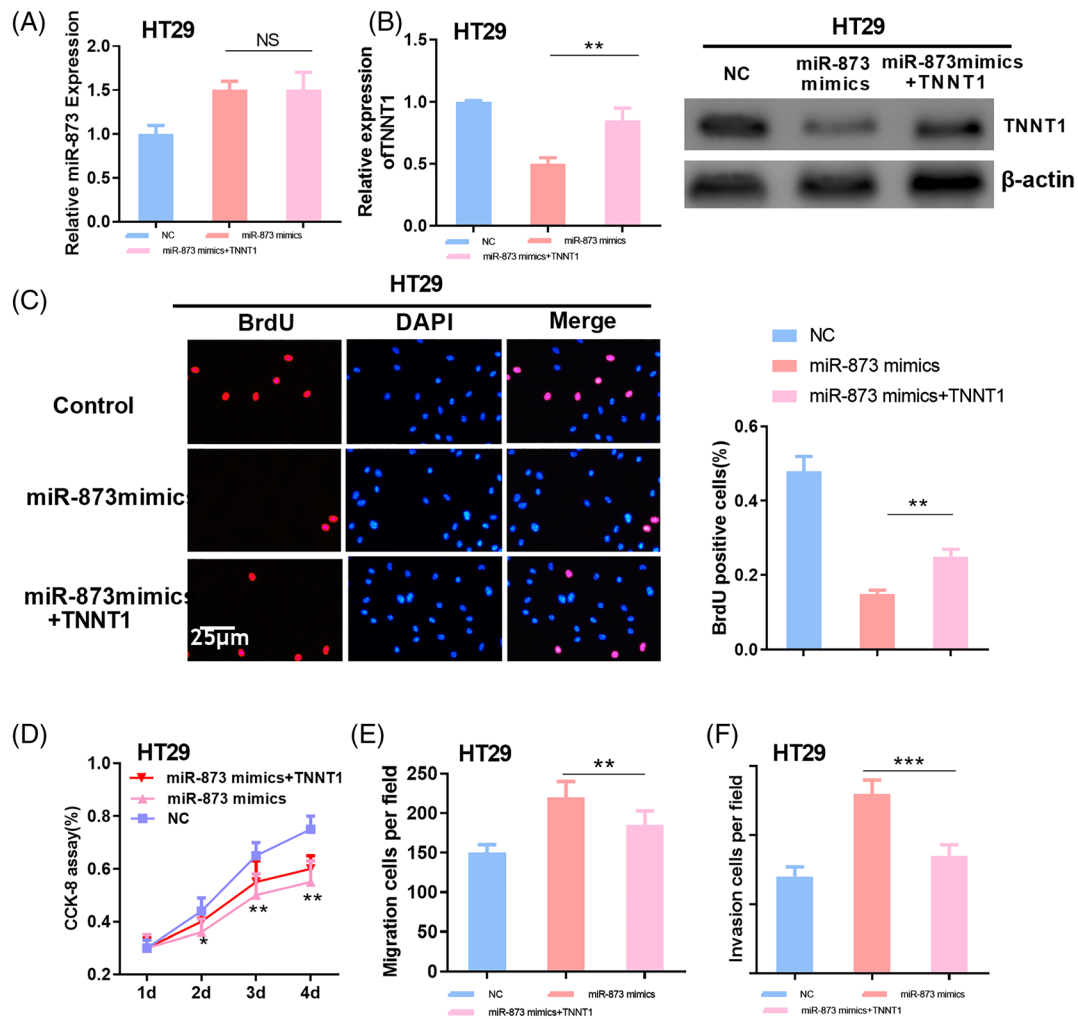 (A)
HT29
Relative miR-873 Expression
2.0
1.5
1.0
0.5
0.0
NS
NC
miR-873 mimics
miR-873 mimics+TNNT1
(B)
HT29
Relative expression
ofTNNT1
1.5
1.0
0.5
0.0
**
NC
miR-873 mimics
miR-873 mimics+TNNT1
HT29
NC
miR-873
mimics
miR-873mimics
+TNNT1
TNNT1
β-actin
(C)
HT29
BrdU
DAPI
Merge
Control
miR-873mimics
miR-873mimics
+TNNT1
25μm
NC
miR-873 mimics
miR-873 mimics+TNNT1
BrdU positive cells(%)
0.6
0.4
0.2
0.0
**
(D)
HT29
CCK-8 assay(%)
1.0
0.8
0.6
0.4
0.2
miR-873 mimics+TNNT1
miR-873 mimics
NC
*
**
**
1d
2d
3d
4d
(E)
HT29
Migration cells per field
250
200
150
100
50
0
**
NC
miR-873 mimics
miR-873 mimics+TNNT1
(F)
HT29
Invasion cells per field
***
NC
miR-873 mimics
miR-873 mimics+TNNT1